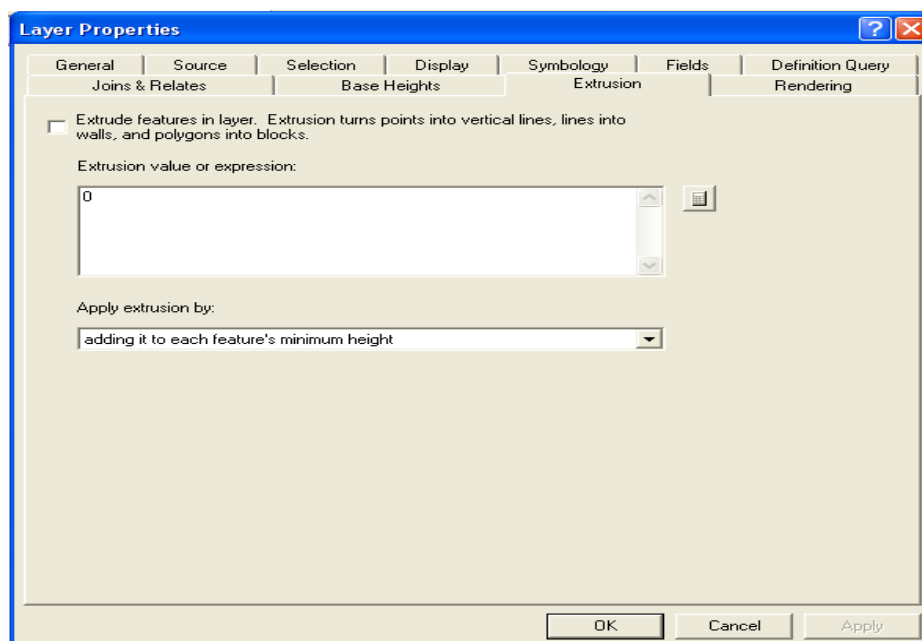 Layer Properties
General Source Selection Display Symbology Fields Definition Query
Joins & Relates Base Heights Extrusion Rendering
Extrude features in layer. Extrusion turns points into vertical lines, lines into
walls, and polygons into blocks.
Extrusion value or expression:
0
Apply extrusion by:
adding it to each feature's minimum height
OK Cancel Apply